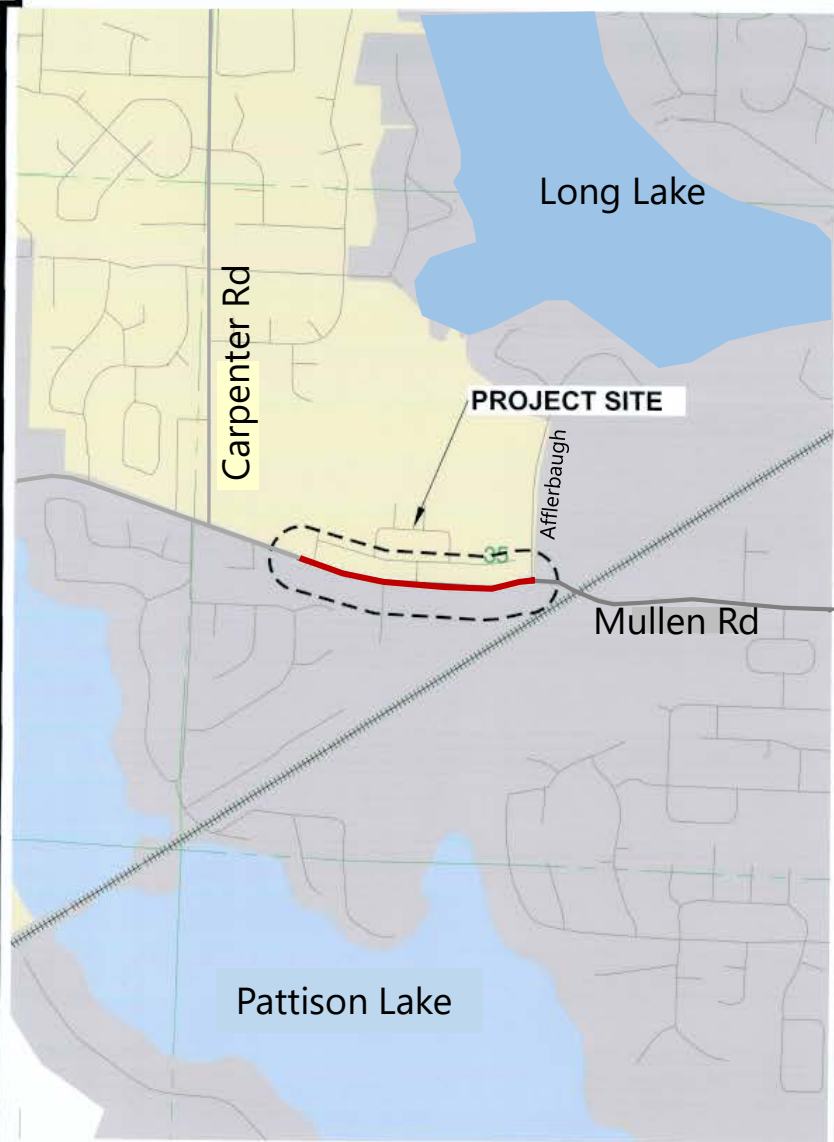 Long Lake
Carpenter Rd
PROJECT SITE
Afflerbaugh
35
Mullen Rd
Pattison Lake